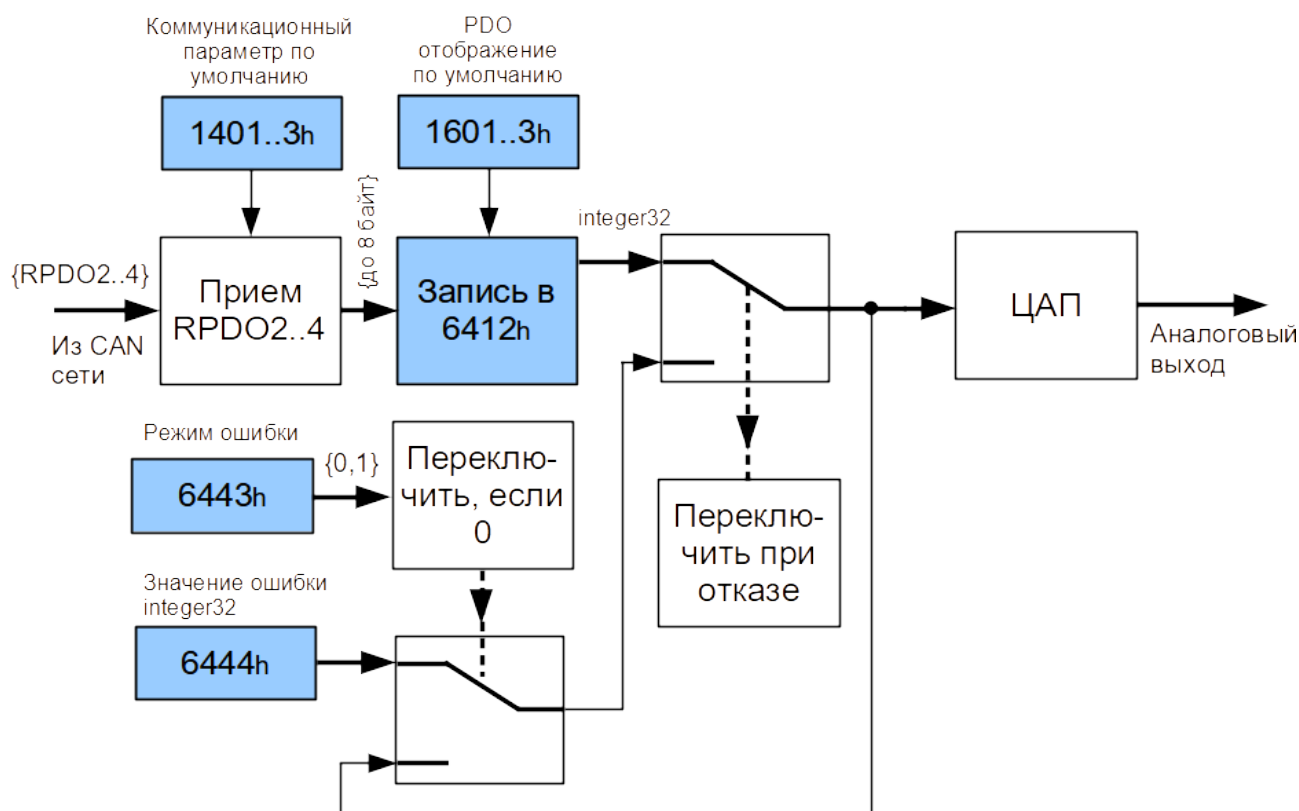 Коммуникационный
параметр по
умолчанию
PDO
отображение
по умолчанию
1401..3h
1601..3h
{RPDO2..4}
Из CAN
сети
Прием
RPDO2..4
{до 8 байт}
Запись в
6412h
integer32
ЦАП
Аналоговый
выход
Режим ошибки
6443h
{0,1}
Переклю-
чить, если
0
Переклю-
чить при
отказе
Значение ошибки
integer32
6444h